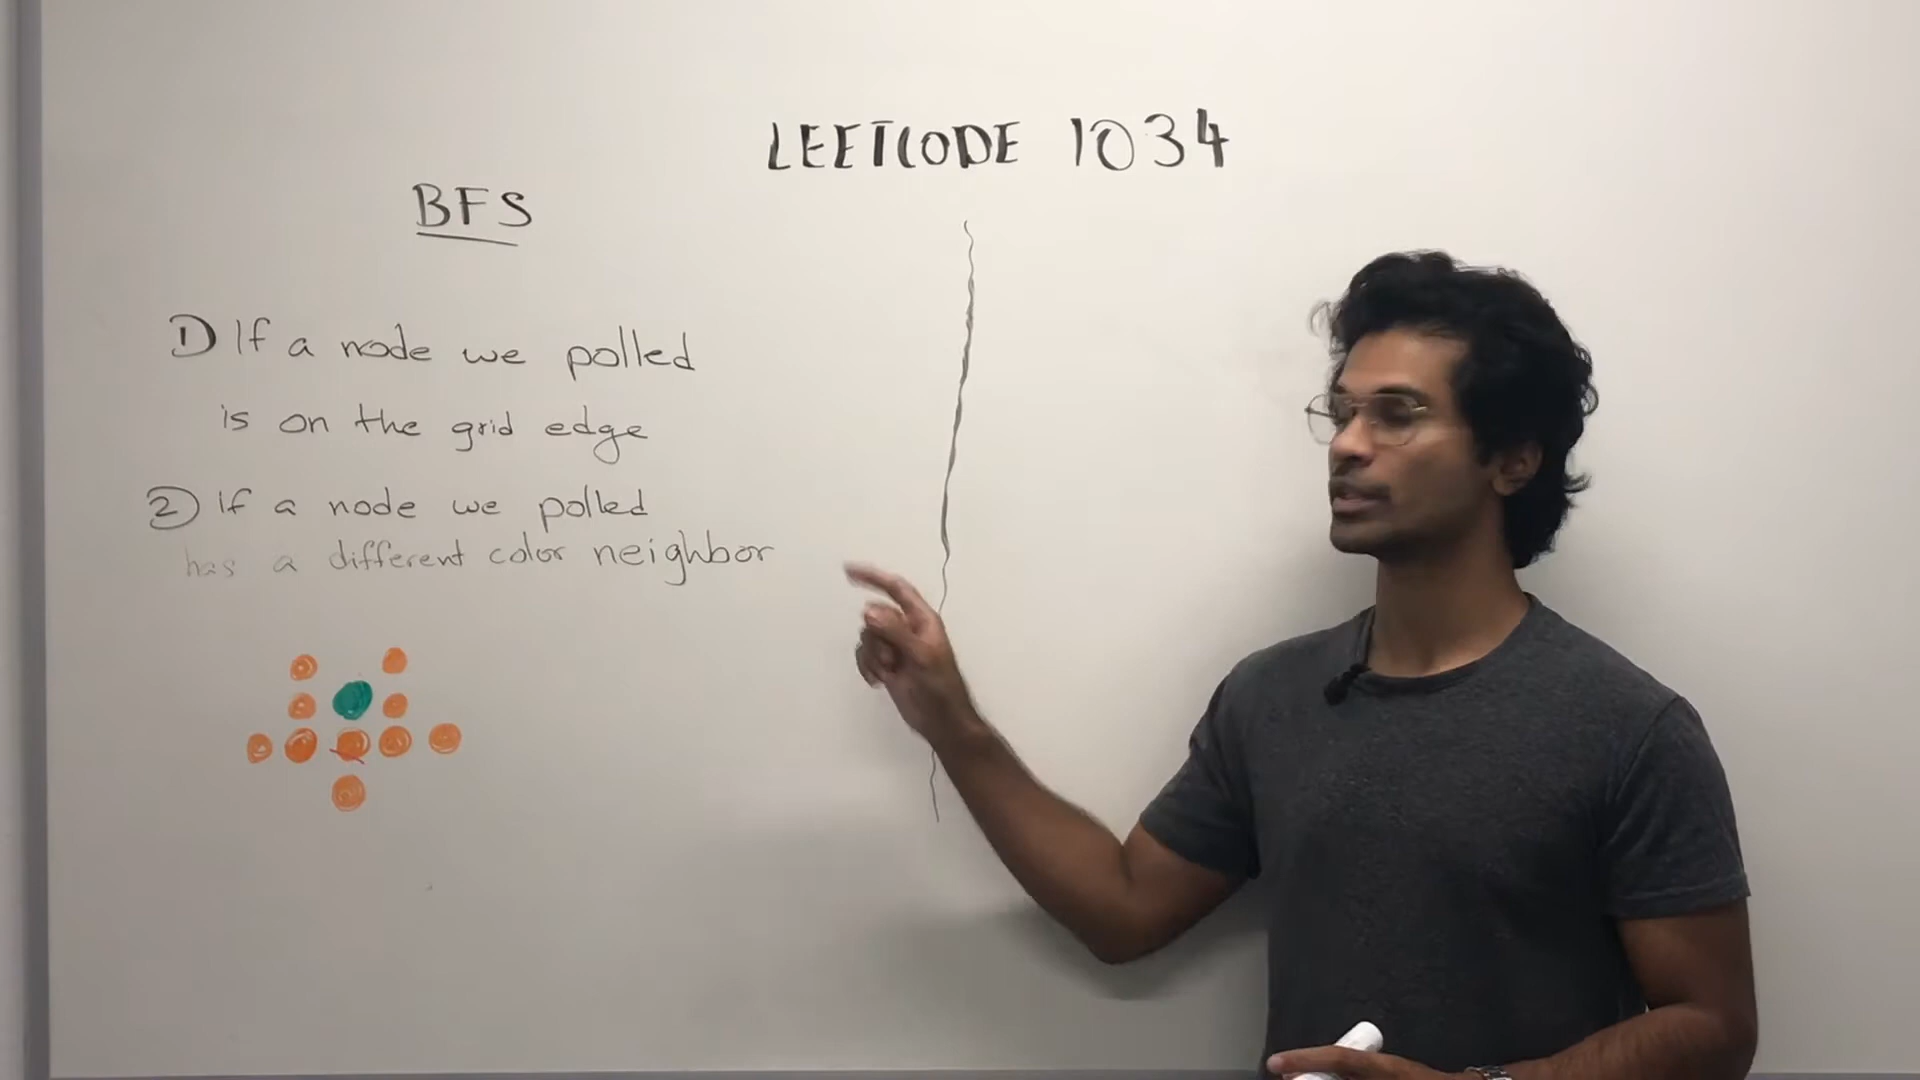 LEETCODE 1034
BFS
1) If a node we polled
is on the grid edge
2) if a node we polled
has a different color neighbor